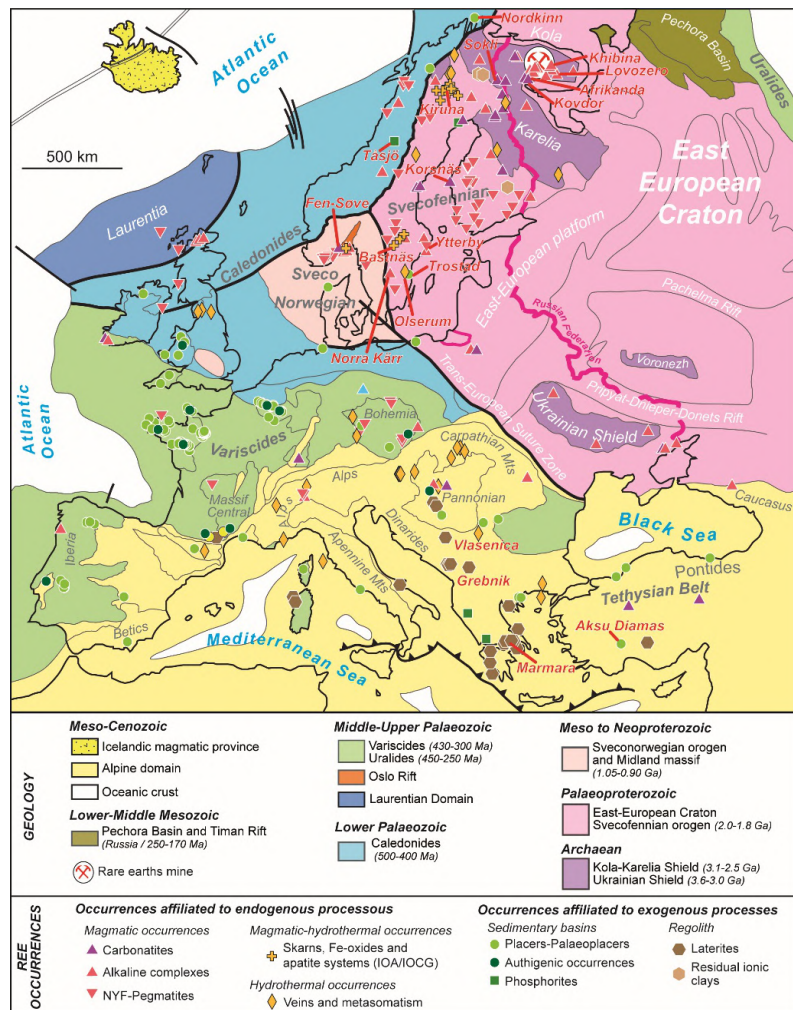 Nordkinn
Kola
Pechora Basin
Uralides
Atlantic
Ocean
Sokli
Khibina
Lovozero
Afrikanda
Kovdor
Kiruna
Karelia
500 km
Tåsjö
Korsnäs
East
European
Craton
Laurentia
Fen-Søve
Svecofennian
Caledonides
Bastnäs
Ytterby
Trostad
East-European platform
Sveco
Norwegian
Olserum
Pachelma Rift
Russian Federation
Norra Kärr
Voronezh
Trans-European Suture Zone
Pripyat-Dnieper-Donets Rift
Ukrainian Shield
Atlantic
Ocean
Bohemia
Variscides
Carpathian Mts
Alps
Massif
Central
Pannonian
Caucasus
Iberia
Dinarides
Black Sea
Vlasenica
Apennine Mts
Grebnik
Pontides
Tethysian Belt
Betics
Mediterranean Sea
Aksu Diamas
Marmara
GEOLOGY
Meso-Cenozoic
Icelandic magmatic province
Alpine domain
Oceanic crust
Lower-Middle Mesozoic
Pechora Basin and Timan Rift
(Russia / 250-170 Ma)
Rare earths mine
Middle-Upper Palaeozoic
Variscides (430-300 Ma)
Uralides (450-250 Ma)
Oslo Rift
Laurentian Domain
Lower Palaeozoic
Caledonides
(500-400 Ma)
Meso to Neoproterozoic
Sveconorwegian orogen
and Midland massif
(1.05-0.90 Ga)
Palaeoproterozoic
East-European Craton
Svecofennian orogen (2.0-1.8 Ga)
Archaean
Kola-Karelia Shield (3.1-2.5 Ga)
Ukrainian Shield (3.6-3.0 Ga)
REE
OCCURRENCES
Occurrences affiliated to endogenous processous
Magmatic occurrences
Carbonatites
Alkaline complexes
NYF-Pegmatites
Magmatic-hydrothermal occurrences
Skarns, Fe-oxides and
apatite systems (IOA/IOCG)
Hydrothermal occurrences
Veins and metasomatism
Occurrences affiliated to exogenous processes
Sedimentary basins
Placers-Palaeoplacers
Authigenic occurrences
Phosphorites
Regolith
Laterites
Residual ionic
clays